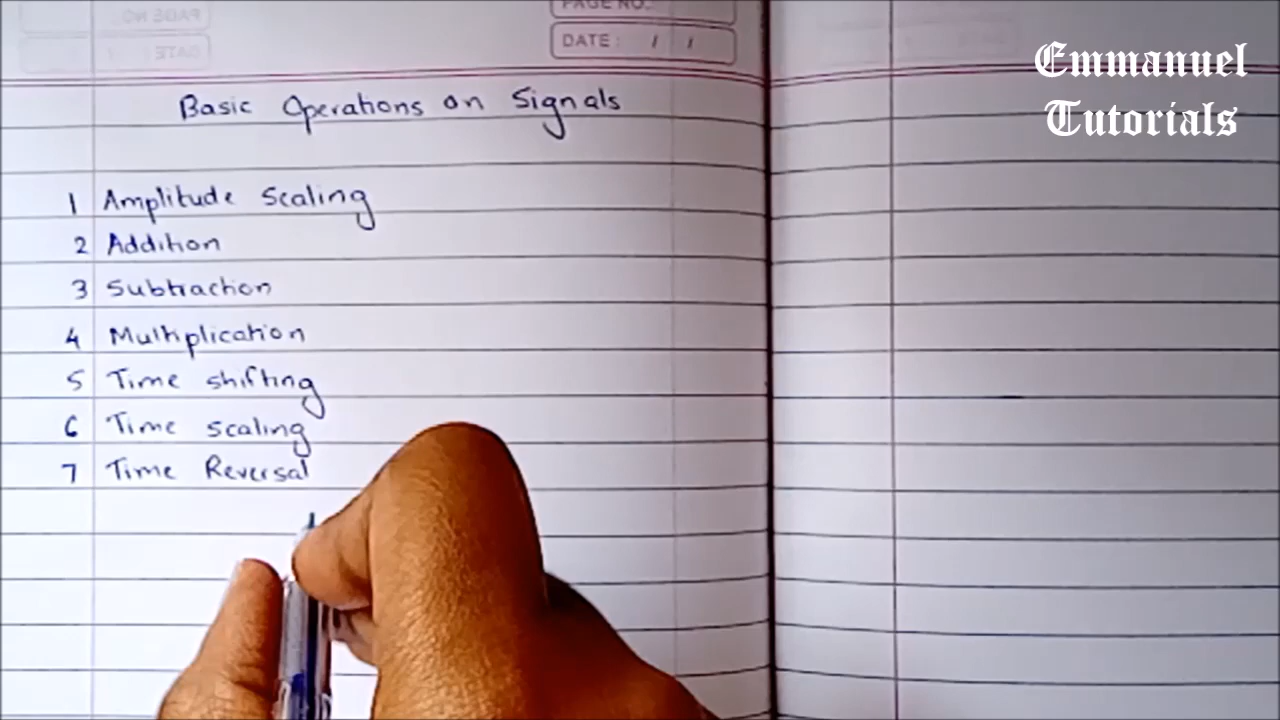 PAGE NO.
DATE : / /
Emmanuel
Tutorials
Basic Operations on Signals
1 Amplitude Scaling
2 Addition
3 Subtraction
4 Multiplication
5 Time shifting
6 Time scaling
7 Time Reversal